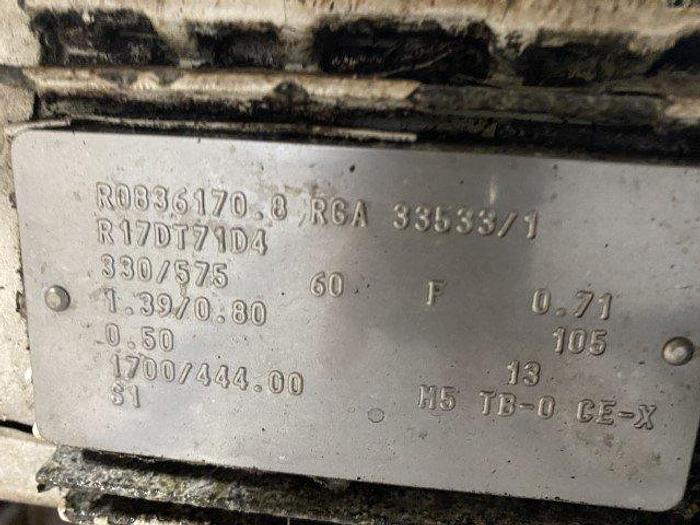 R0836170.8 RGA 33533/1
R17DT71D4
330/575 60 F 0.71
1.39/0.80 105
0.50 13
1700/444.00 M5 TB-0 CE-X
S1